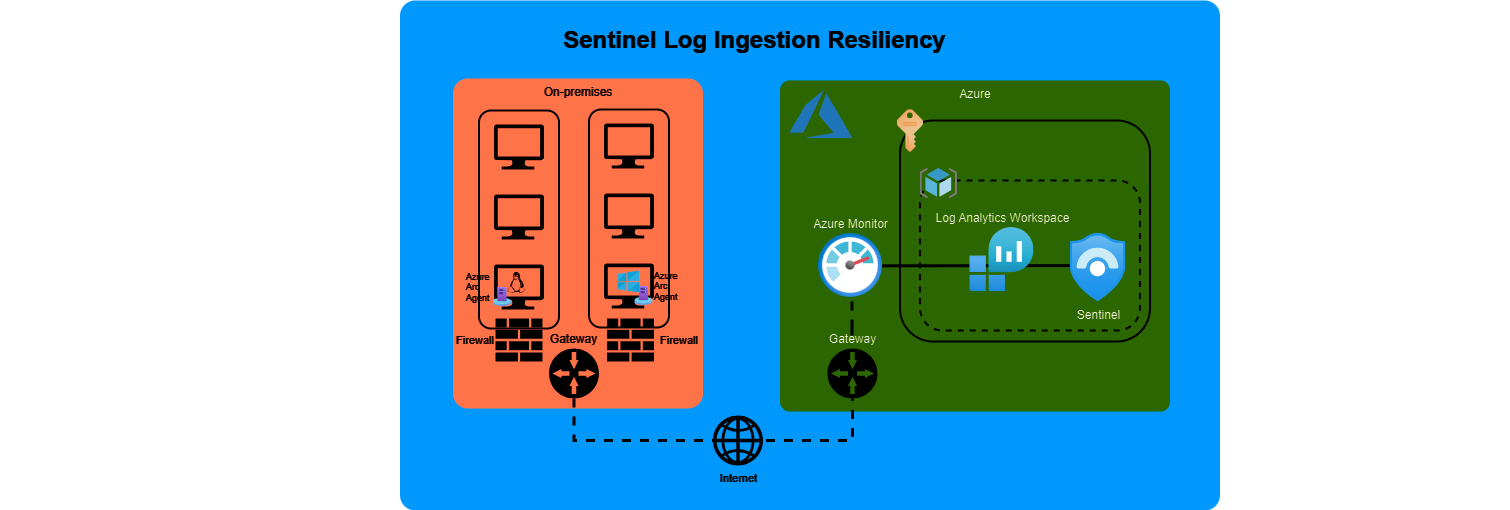 Sentinel Log Ingestion Resiliency
On-premises
Azure
Arc
Agent
Azure
Arc
Agent
Firewall
Gateway
Firewall
Azure
Azure Monitor
Log Analytics Workspace
Sentinel
Gateway
Internet